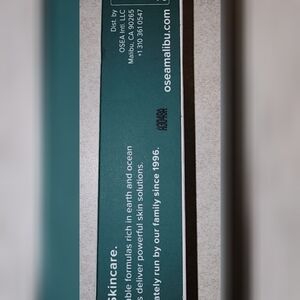 Skincare.
able formulas rich in earth and ocean
s deliver powerful skin solutions.
ately run by our family since 1996.
Dist. by
OSEA Intl. LLC
Malibu, CA 90265
+1 310 361 0547
oseamalibu.com